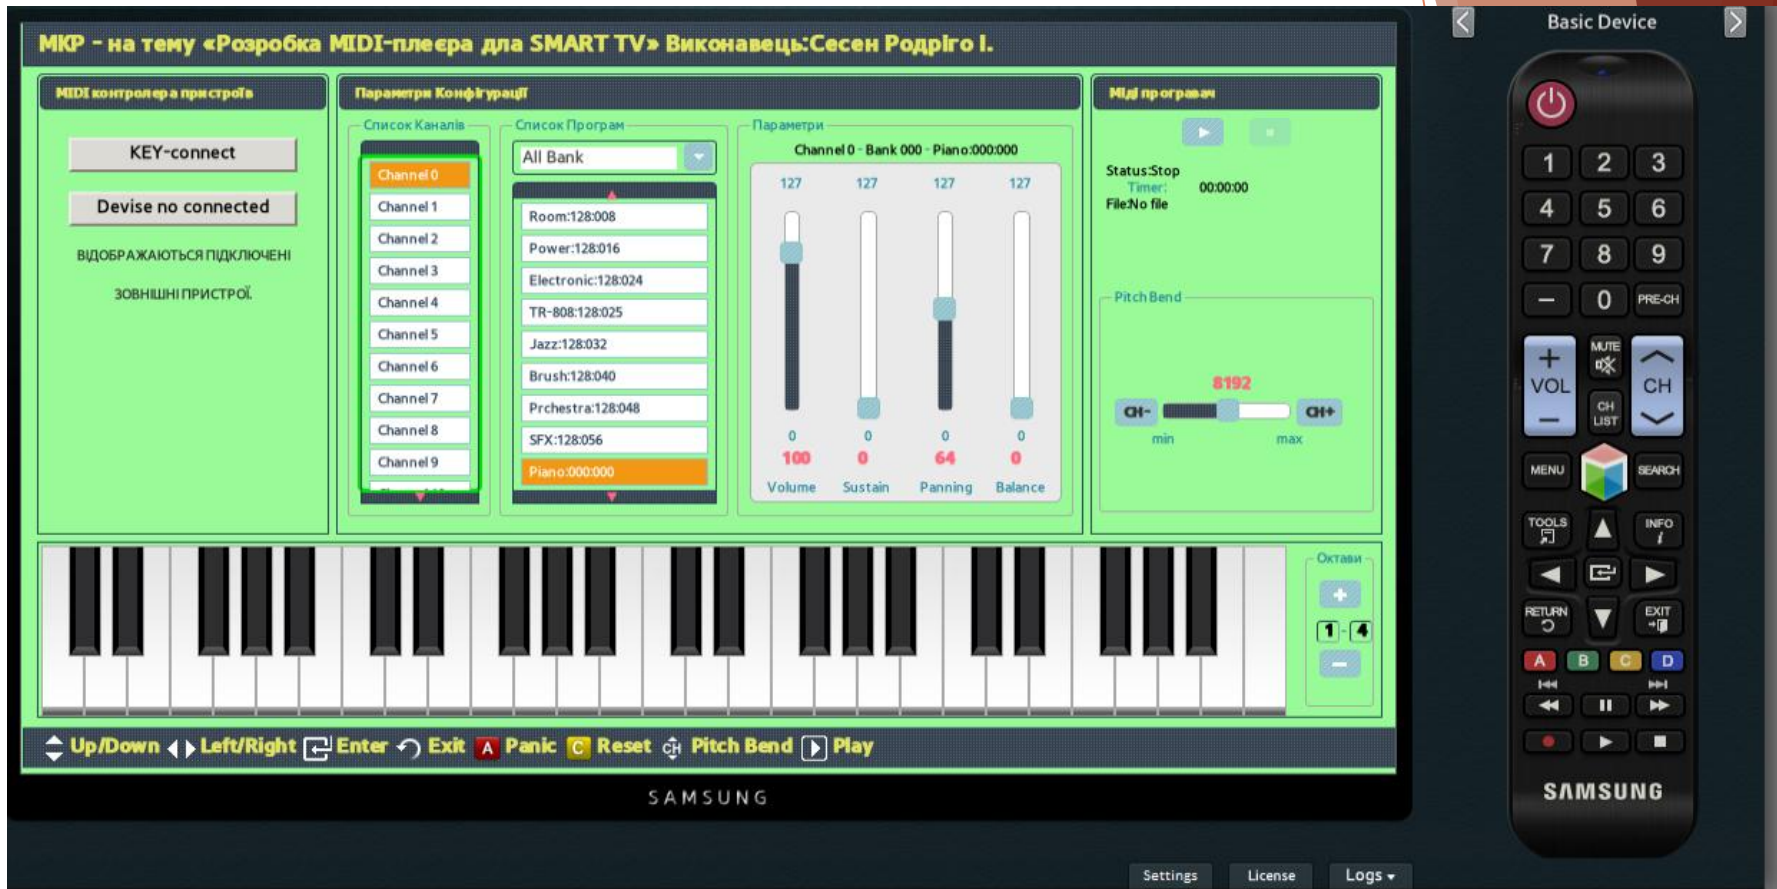 МКР - на тему «Розробка MIDI-плеєра дла SMART TV» Виконавець:Сесен Родріго І.
MIDI контролера пристроїв
KEY-connect
Devise no connected
ВІДОБРАЖАЮТЬСЯ ПІДКЛЮЧЕНІ
ЗОВНІШНІ ПРИСТРОЇ.
Параметри Конфігурації
Список Каналів
Channel 0
Channel 1
Channel 2
Channel 3
Channel 4
Channel 5
Channel 6
Channel 7
Channel 8
Channel 9
Список Програм
All Bank
Room:128:008
Power:128:016
Electronic:128:024
TR-808:128:025
Jazz:128:032
Brush:128:040
Prchestra:128:048
SFX:128:056
Piano:000:000
Параметри
Channel 0 - Bank 000 - Piano:000:000
127 127 127 127
0 0 0 0
100 0 64 0
Volume Sustain Panning Balance
Міді програвач
Status:Stop
Timer: 00:00:00
File:No file
Pitch Bend
8192
CH- CH+
min max
Октави
+
1 - 4
-
Up/Down Left/Right Enter Exit A Panic C Reset CH Pitch Bend Play
SAMSUNG
Settings License Logs
Basic Device
1 2 3
4 5 6
7 8 9
- 0 PRE-CH
+ VOL -
MUTE
CH
CH LIST
MENU SEARCH
TOOLS INFO
i
RETURN EXIT
A B C D
SAMSUNG